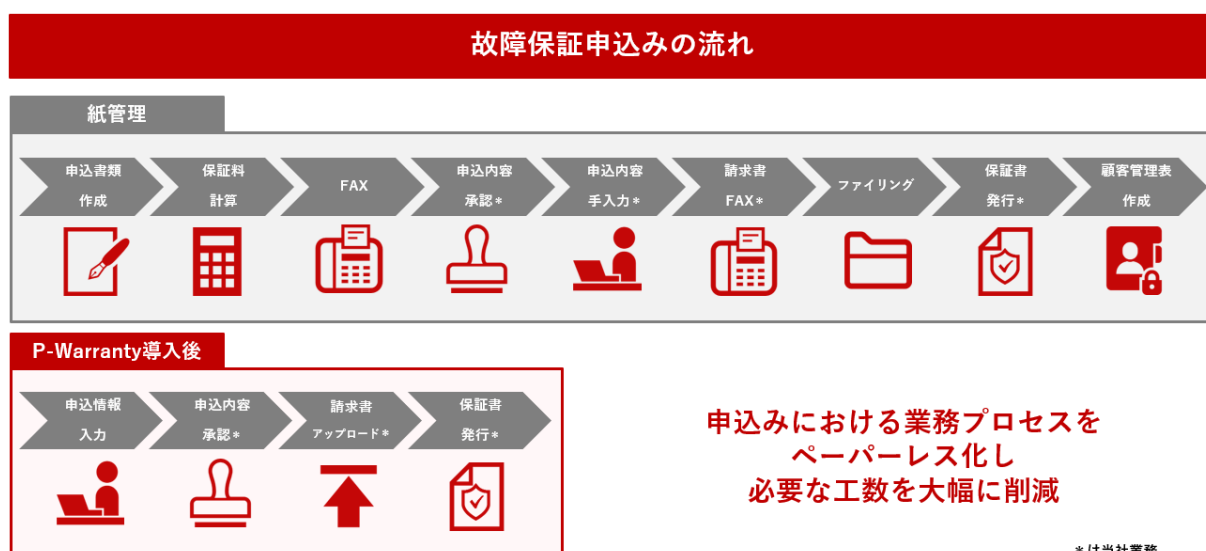 故障保証申込みの流れ
紙管理
申込書類
作成
保証料
計算
FAX
申込内容
承認*
申込内容
手入力*
請求書
FAX*
ファイリング
保証書
発行*
顧客管理表
作成
P-Warranty導入後
申込情報
入力
申込内容
承認*
請求書
アップロード*
保証書
発行*
申込みにおける業務プロセスを
ペーパーレス化し
必要な工数を大幅に削減
*は当社業務